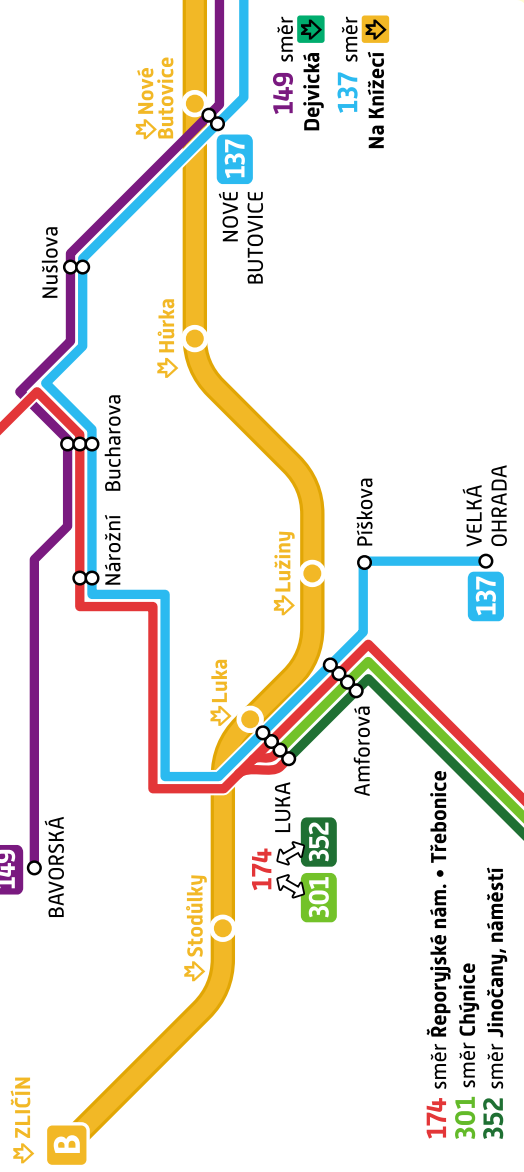 ZLIČÍN
B
Stodůlky
Luka
Lužiny
Hůrka
Nové
Butovice
149
BAVORSKÁ
Nárožní
Bucharova
Nušlova
137
NOVÉ
BUTOVICE
149 směr
Dejvická
137 směr
Na Knížecí
LUKA
174
301
352
Amforová
Píškova
VELKÁ
OHRADA
137
174 směr Řeporyjské nám. • Třebonice
301 směr Chýnice
352 směr Jinočany, náměstí